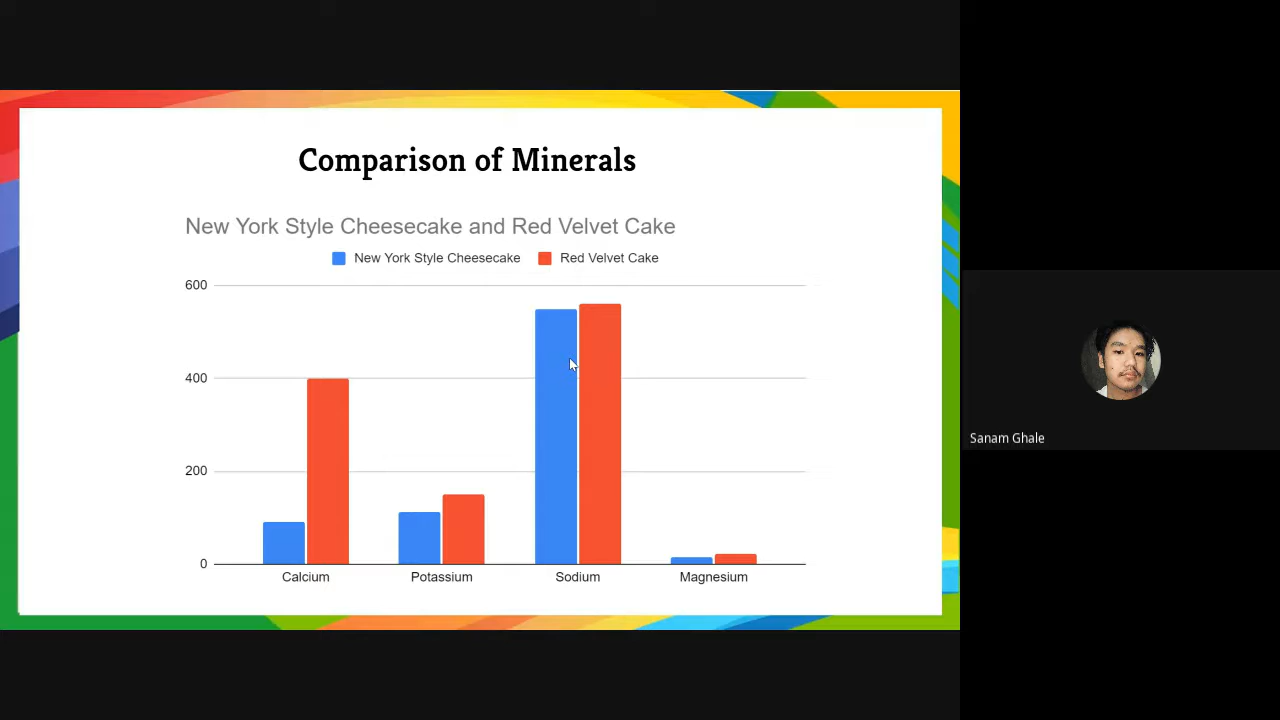 Comparison of Minerals
New York Style Cheesecake and Red Velvet Cake
New York Style Cheesecake Red Velvet Cake
600
400
200
0
Calcium Potassium Sodium Magnesium
Sanam Ghale